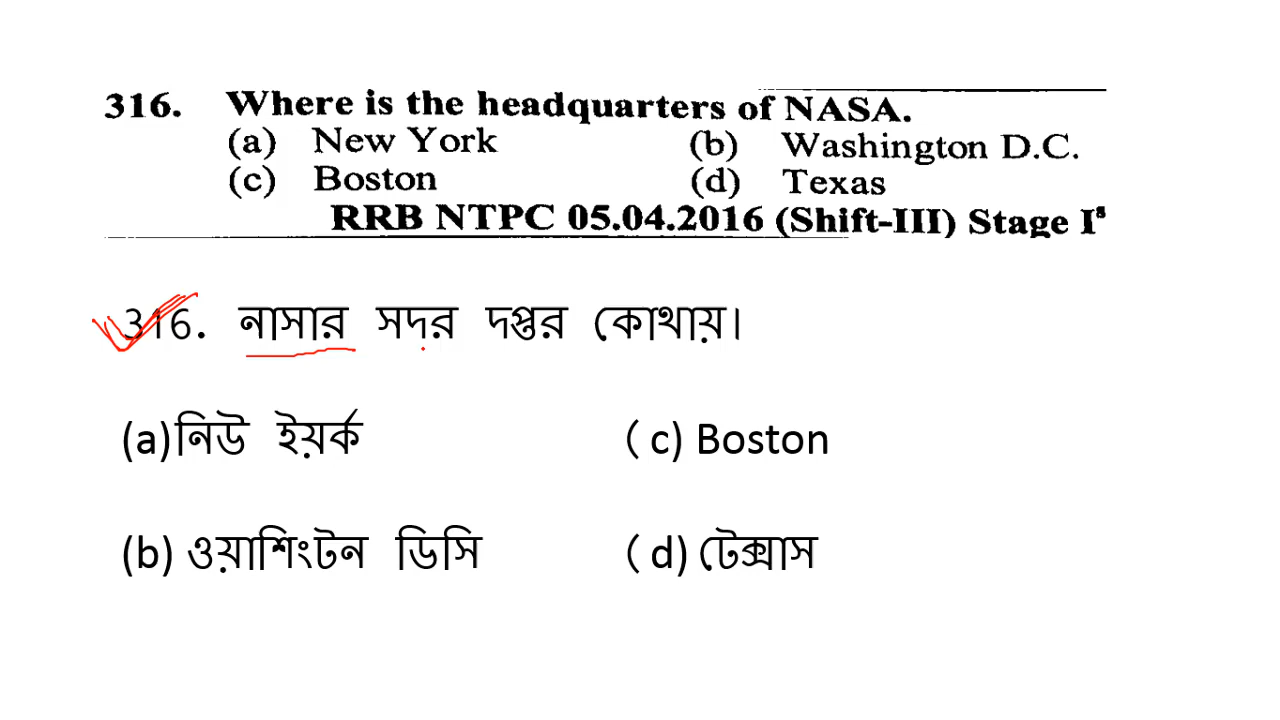 316. Where is the headquarters of NASA.
(a) New York (b) Washington D.C.
(c) Boston (d) Texas
RRB NTPC 05.04.2016 (Shift-III) Stage Iˢ
316. নাসার সদর দপ্তর কোথায়।
(a)নিউ ইয়র্ক ( c) Boston
(b) ওয়াশিংটন ডিসি ( d) টেক্সাস